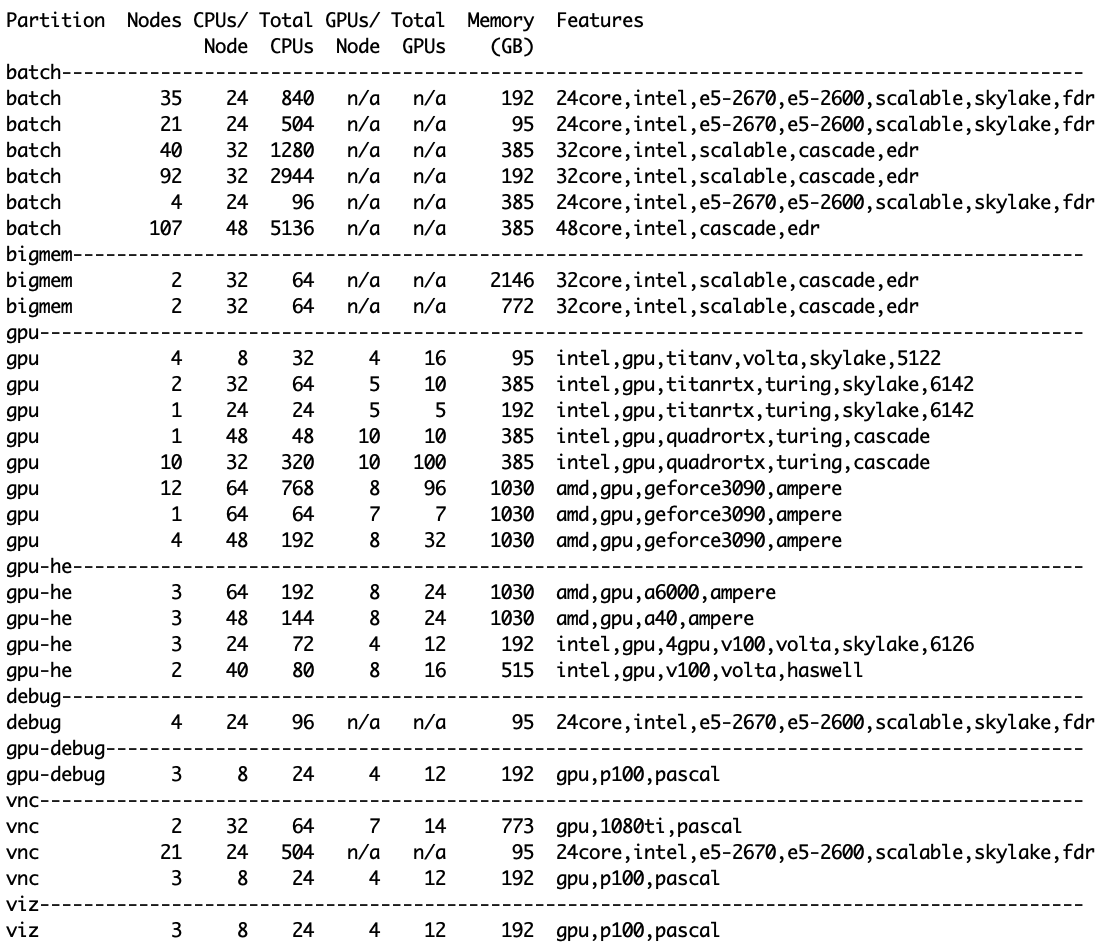 Partition  Nodes CPUs/ Total GPUs/ Total  Memory  Features
                  Node  CPUs  Node  GPUs    (GB)
batch---------------------------------------------------------------------------------------------
batch         35    24   840   n/a   n/a     192  24core,intel,e5-2670,e5-2600,scalable,skylake,fdr
batch         21    24   504   n/a   n/a      95  24core,intel,e5-2670,e5-2600,scalable,skylake,fdr
batch         40    32  1280   n/a   n/a     385  32core,intel,scalable,cascade,edr
batch         92    32  2944   n/a   n/a     192  32core,intel,scalable,cascade,edr
batch          4    24    96   n/a   n/a     385  24core,intel,e5-2670,e5-2600,scalable,skylake,fdr
batch        107    48  5136   n/a   n/a     385  48core,intel,cascade,edr
bigmem--------------------------------------------------------------------------------------------
bigmem         2    32    64   n/a   n/a    2146  32core,intel,scalable,cascade,edr
bigmem         2    32    64   n/a   n/a     772  32core,intel,scalable,cascade,edr
gpu-----------------------------------------------------------------------------------------------
gpu            4     8    32     4    16      95  intel,gpu,titanv,volta,skylake,5122
gpu            2    32    64     5    10     385  intel,gpu,titanrtx,turing,skylake,6142
gpu            1    24    24     5     5     192  intel,gpu,titanrtx,turing,skylake,6142
gpu            1    48    48    10    10     385  intel,gpu,quadrortx,turing,cascade
gpu           10    32   320    10   100     385  intel,gpu,quadrortx,turing,cascade
gpu           12    64   768     8    96    1030  amd,gpu,geforce3090,ampere
gpu            1    64    64     7     7    1030  amd,gpu,geforce3090,ampere
gpu            4    48   192     8    32    1030  amd,gpu,geforce3090,ampere
gpu-he--------------------------------------------------------------------------------------------
gpu-he         3    64   192     8    24    1030  amd,gpu,a6000,ampere
gpu-he         3    48   144     8    24    1030  amd,gpu,a40,ampere
gpu-he         3    24    72     4    12     192  intel,gpu,4gpu,v100,volta,skylake,6126
gpu-he         2    40    80     8    16     515  intel,gpu,v100,volta,haswell
debug---------------------------------------------------------------------------------------------
debug          4    24    96   n/a   n/a      95  24core,intel,e5-2670,e5-2600,scalable,skylake,fdr
gpu-debug-----------------------------------------------------------------------------------------
gpu-debug      3     8    24     4    12     192  gpu,p100,pascal
vnc-----------------------------------------------------------------------------------------------
vnc            2    32    64     7    14     773  gpu,1080ti,pascal
vnc           21    24   504   n/a   n/a      95  24core,intel,e5-2670,e5-2600,scalable,skylake,fdr
vnc            3     8    24     4    12     192  gpu,p100,pascal
viz-----------------------------------------------------------------------------------------------
viz            3     8    24     4    12     192  gpu,p100,pascal